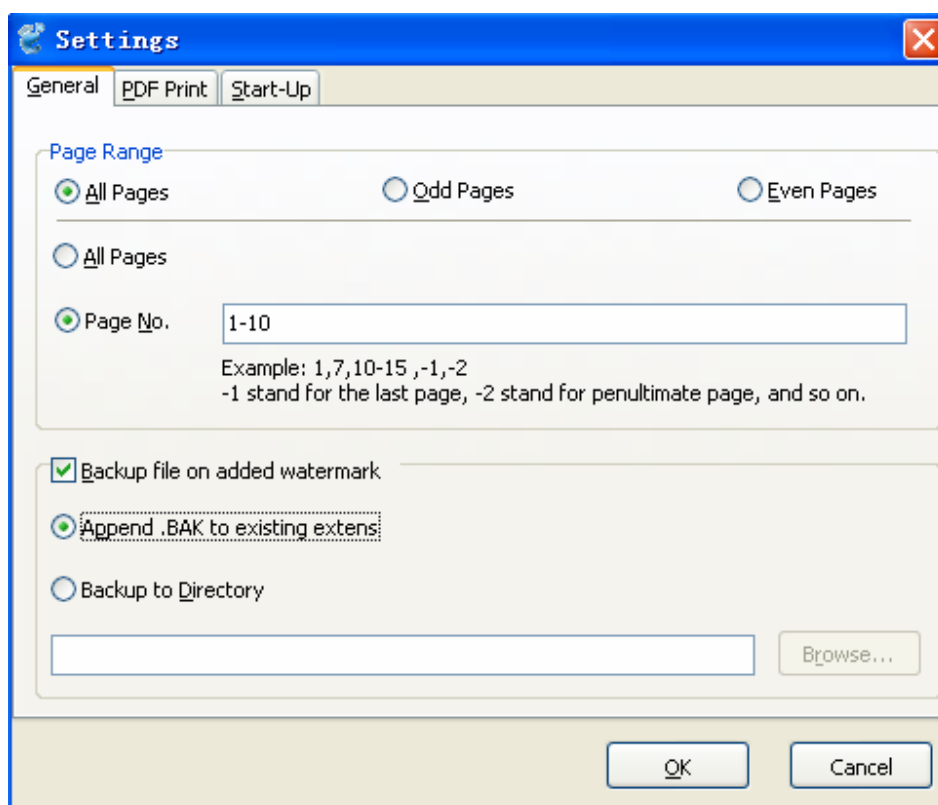 Settings
General PDF Print Start-Up
Page Range
All Pages Odd Pages Even Pages
All Pages
Page No. 1-10
Example: 1,7,10-15 ,-1,-2
-1 stand for the last page, -2 stand for penultimate page, and so on.
Backup file on added watermark
Append .BAK to existing extens
Backup to Directory
Browse...
OK Cancel